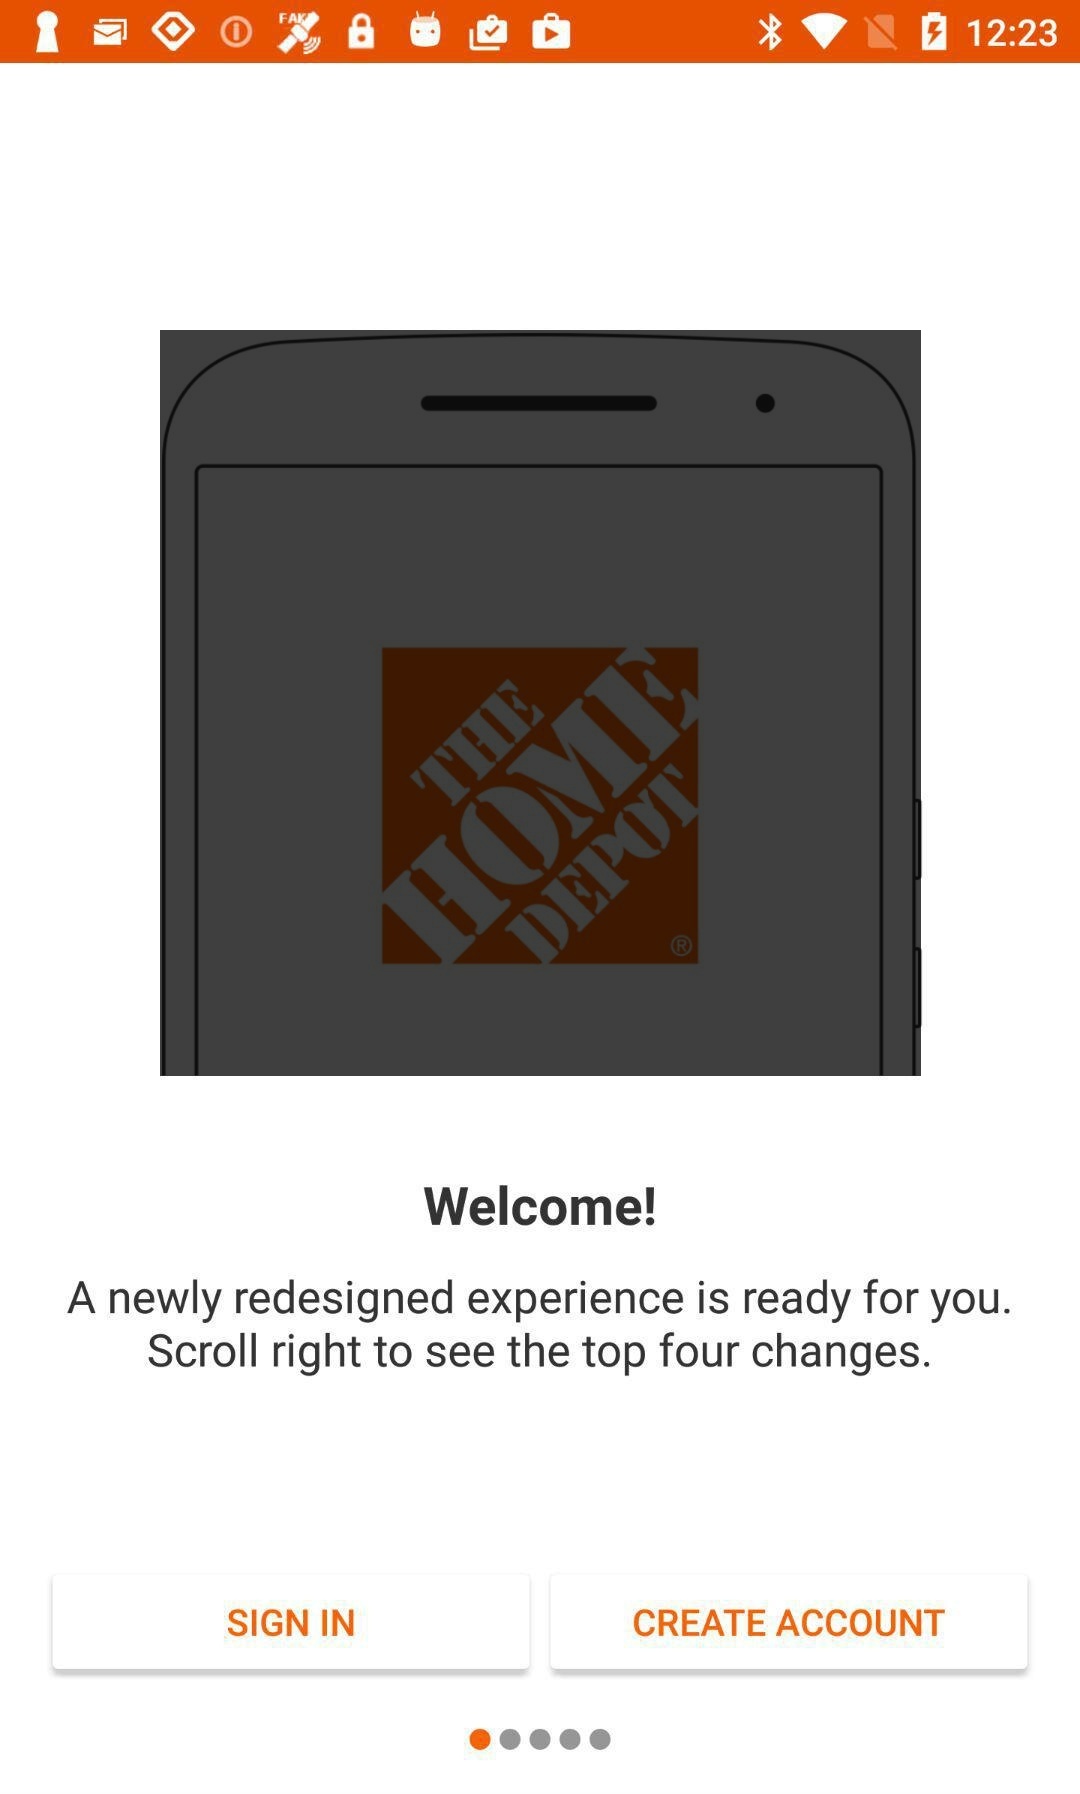 FAKE
12:23
THE
HOME
DEPOT
®
Welcome!
A newly redesigned experience is ready for you.
Scroll right to see the top four changes.
SIGN IN
CREATE ACCOUNT